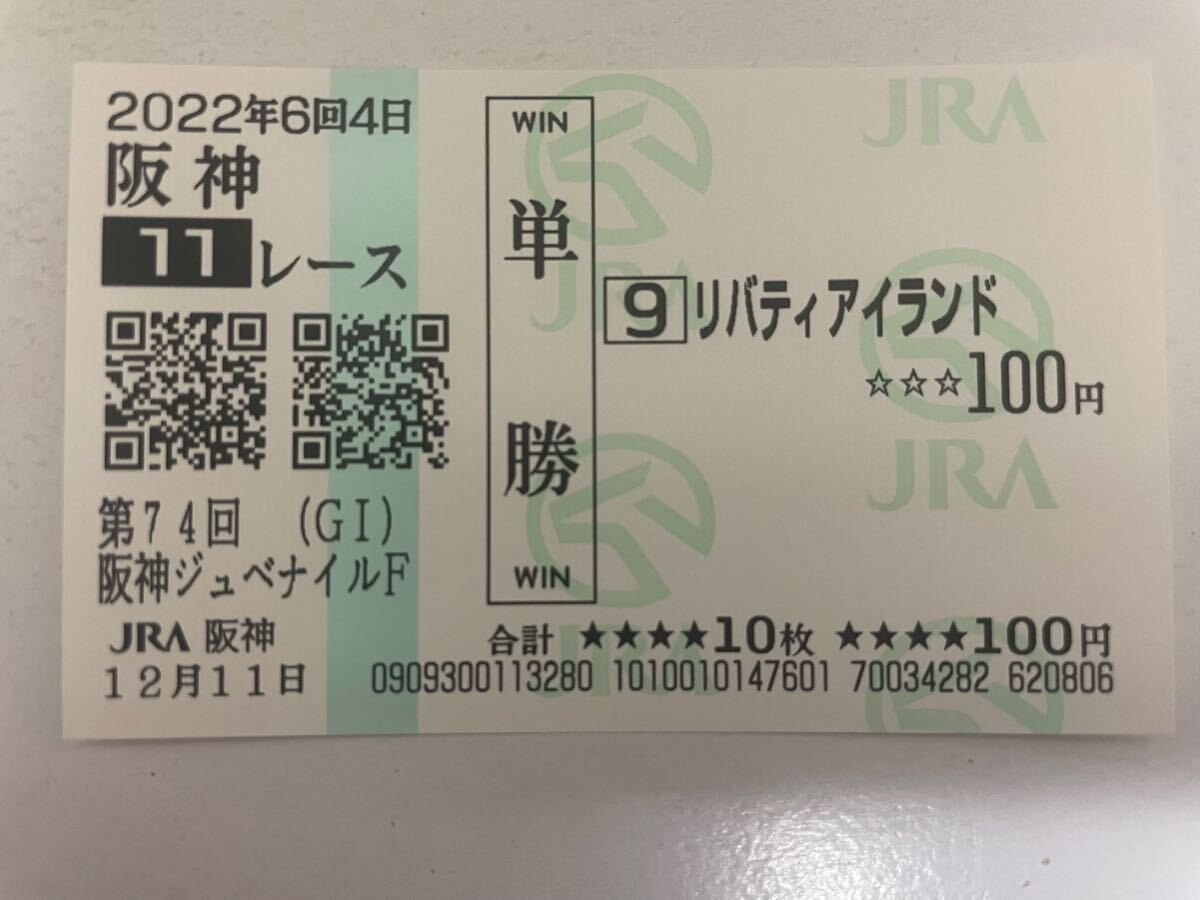 2022年6回4日
阪神
11レース
第74回 (GI)
阪神ジュベナイルF
JRA 阪神
12月11日
WIN
単勝
WIN
JRA
9 リバティアイランド
☆☆☆100円
JRA
合計 ★★★★10枚 ★★★★100円
0909300113280 1010010147601 70034282 620806